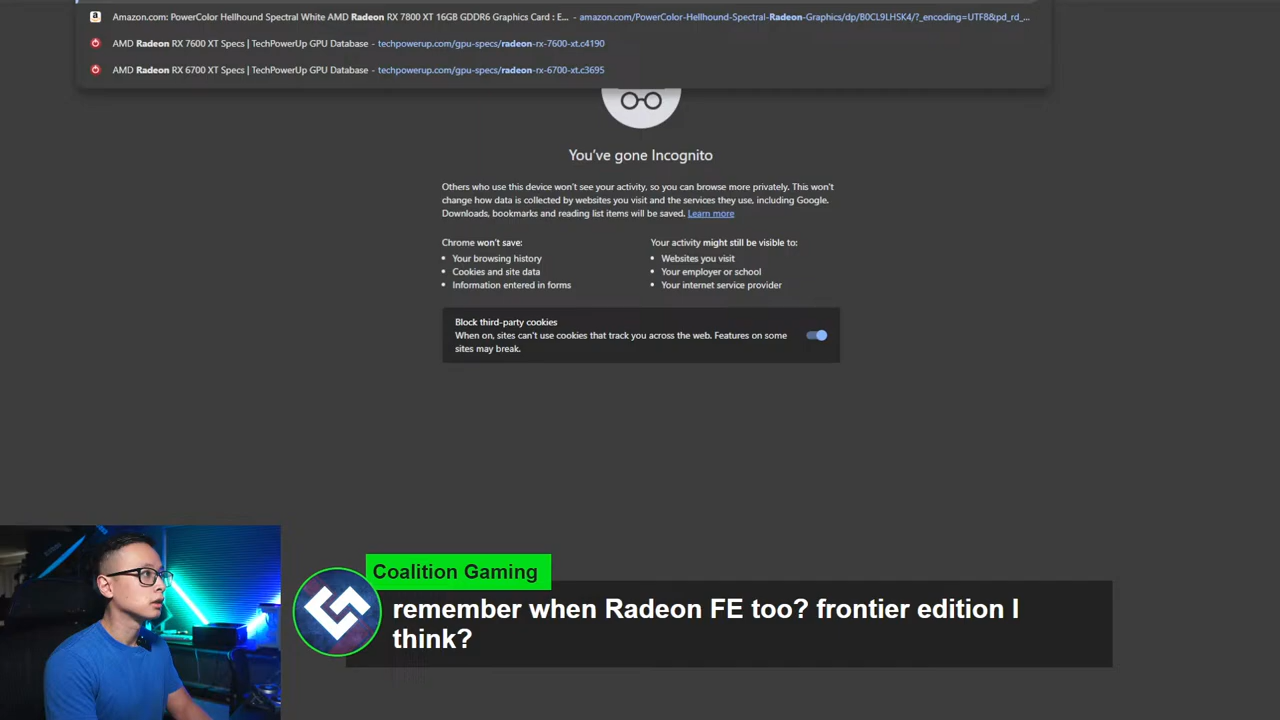 Amazon.com: PowerColor Hellhound Spectral White AMD Radeon RX 7800 XT 16GB GDDR6 Graphics Card : E... - amazon.com/PowerColor-Hellhound-Spectral-Radeon-Graphics/dp/B0CL9LHSK4/?_encoding=UTF8&pd_rd_...
AMD Radeon RX 7600 XT Specs | TechPowerUp GPU Database - techpowerup.com/gpu-specs/radeon-rx-7600-xt.c4190
AMD Radeon RX 6700 XT Specs | TechPowerUp GPU Database - techpowerup.com/gpu-specs/radeon-rx-6700-xt.c3695
You've gone Incognito
Others who use this device won't see your activity, so you can browse more privately. This won't
change how data is collected by websites you visit and the services they use, including Google.
Downloads, bookmarks and reading list items will be saved. Learn more
Chrome won't save:
• Your browsing history
• Cookies and site data
• Information entered in forms
Your activity might still be visible to:
• Websites you visit
• Your employer or school
• Your internet service provider
Block third-party cookies
When on, sites can't use cookies that track you across the web. Features on some
sites may break.
Coalition Gaming
remember when Radeon FE too? frontier edition I
think?